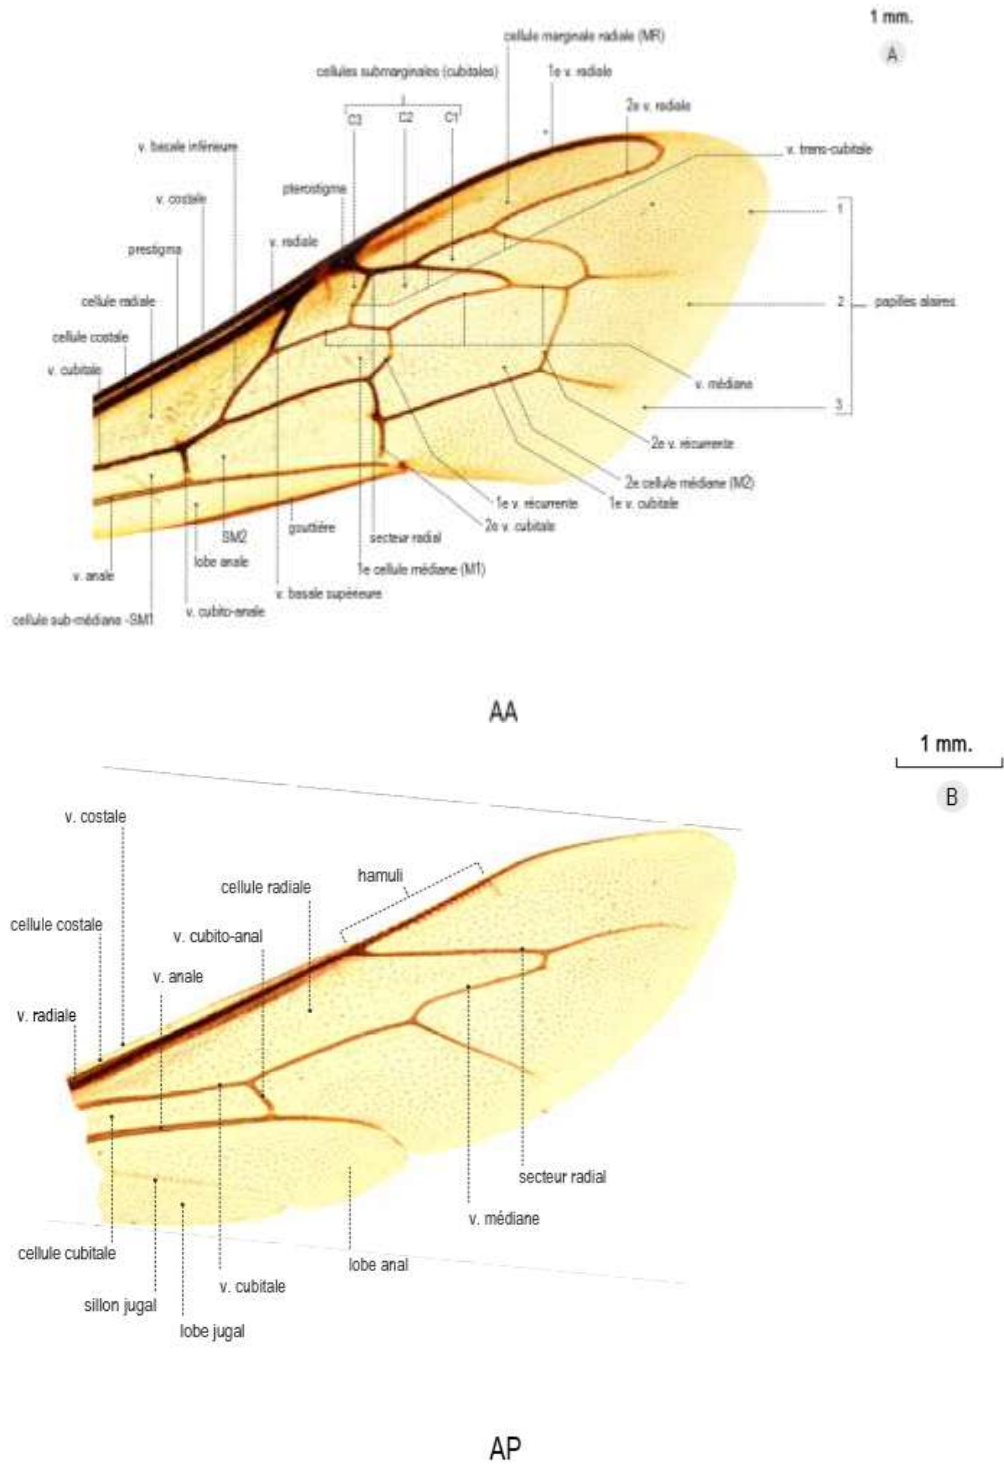 1 mm.
A
cellule marginale radiale (MR)
cellules submarginales (cubitales)
1e v. radiale
C3
C2
C1
2e v. radiale
v. basale inférieure
v. trans-cubitale
pterostigma
v. costale
1
v. radiale
prestigma
cellule radiale
2
papilles alaires
cellule costale
v. cubitale
v. médiane
3
2e v. récurrente
2e cellule médiane (M2)
1e v. récurrente
1e v. cubitale
2e v. cubitale
gouttière
SM2
secteur radial
lobe anale
1e cellule médiane (M1)
v. anale
v. basale supérieure
v. cubito-anale
cellule sub-médiane -SM1
AA
1 mm.
B
v. costale
hamuli
cellule radiale
cellule costale
v. cubito-anal
v. anale
v. radiale
secteur radial
v. médiane
cellule cubitale
lobe anal
v. cubitale
sillon jugal
lobe jugal
AP